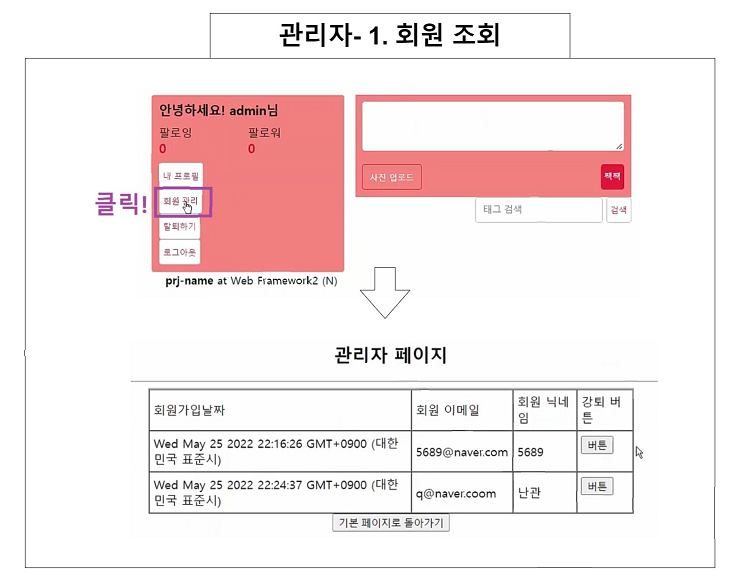 관리자- 1. 회원 조회
안녕하세요! admin님
팔로잉 팔로워
0 0
내 프로필
클릭!
회원 관리
탈퇴하기
로그아웃
prj-name at Web Framework2 (N)
사진 업로드 짹짹
태그 검색 검색
관리자 페이지
회원가입날짜 회원 이메일 회원 닉네
임 강퇴 버
튼
Wed May 25 2022 22:16:26 GMT+0900 (대한
민국 표준시) 5689@naver.com 5689 버튼
Wed May 25 2022 22:24:37 GMT+0900 (대한
민국 표준시) q@naver.coom 난관 버튼
기본 페이지로 돌아가기